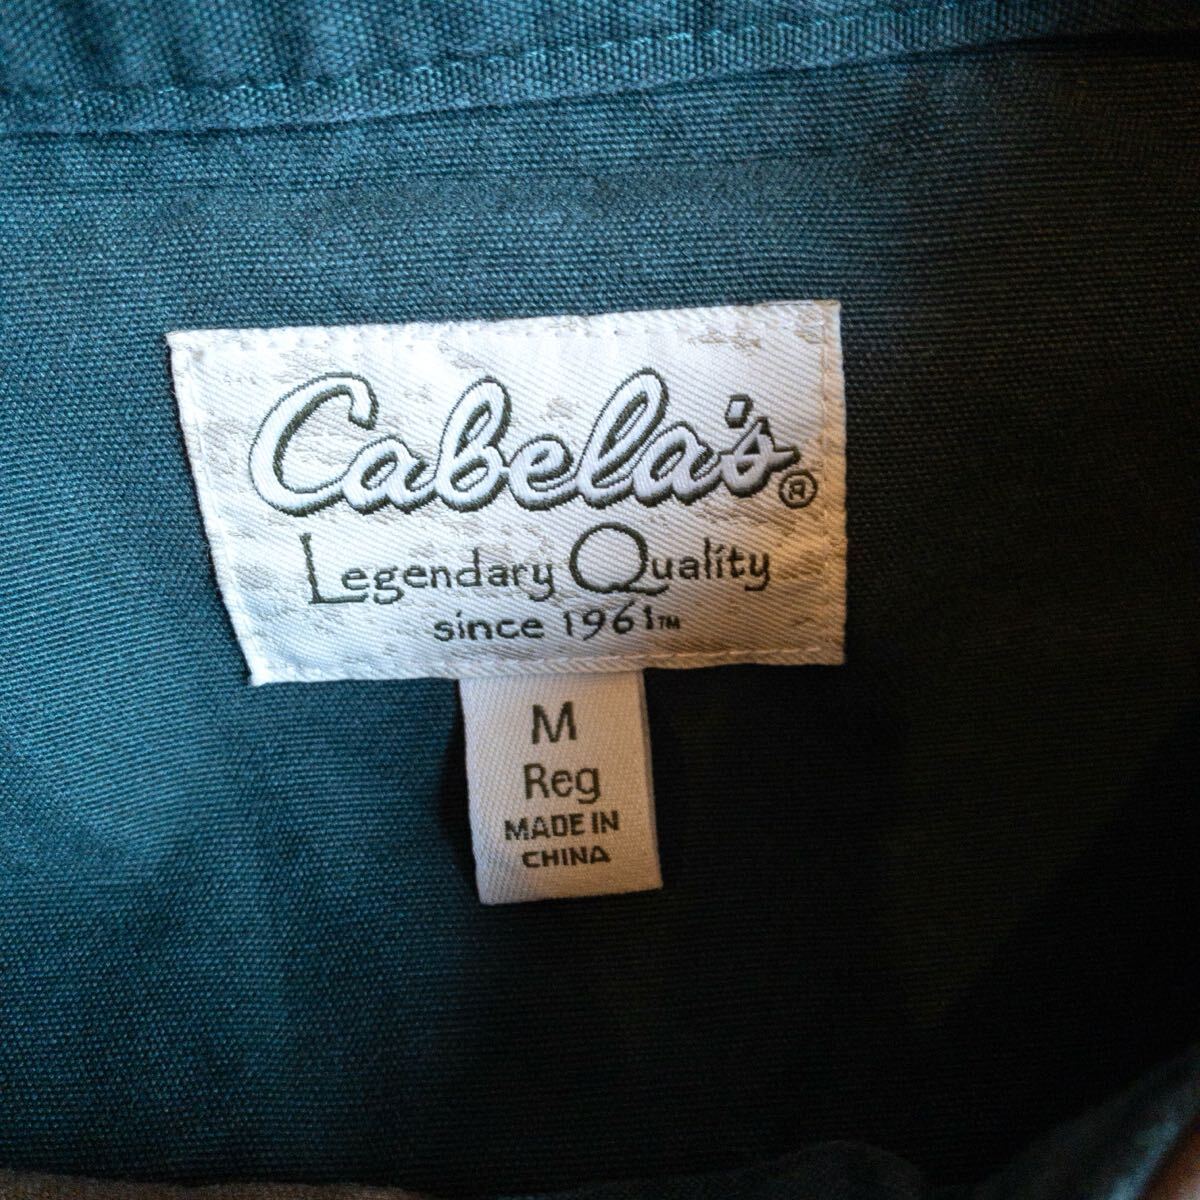 Cabela's®
Legendary Quality
since 1961™
M
Reg
MADE IN
CHINA